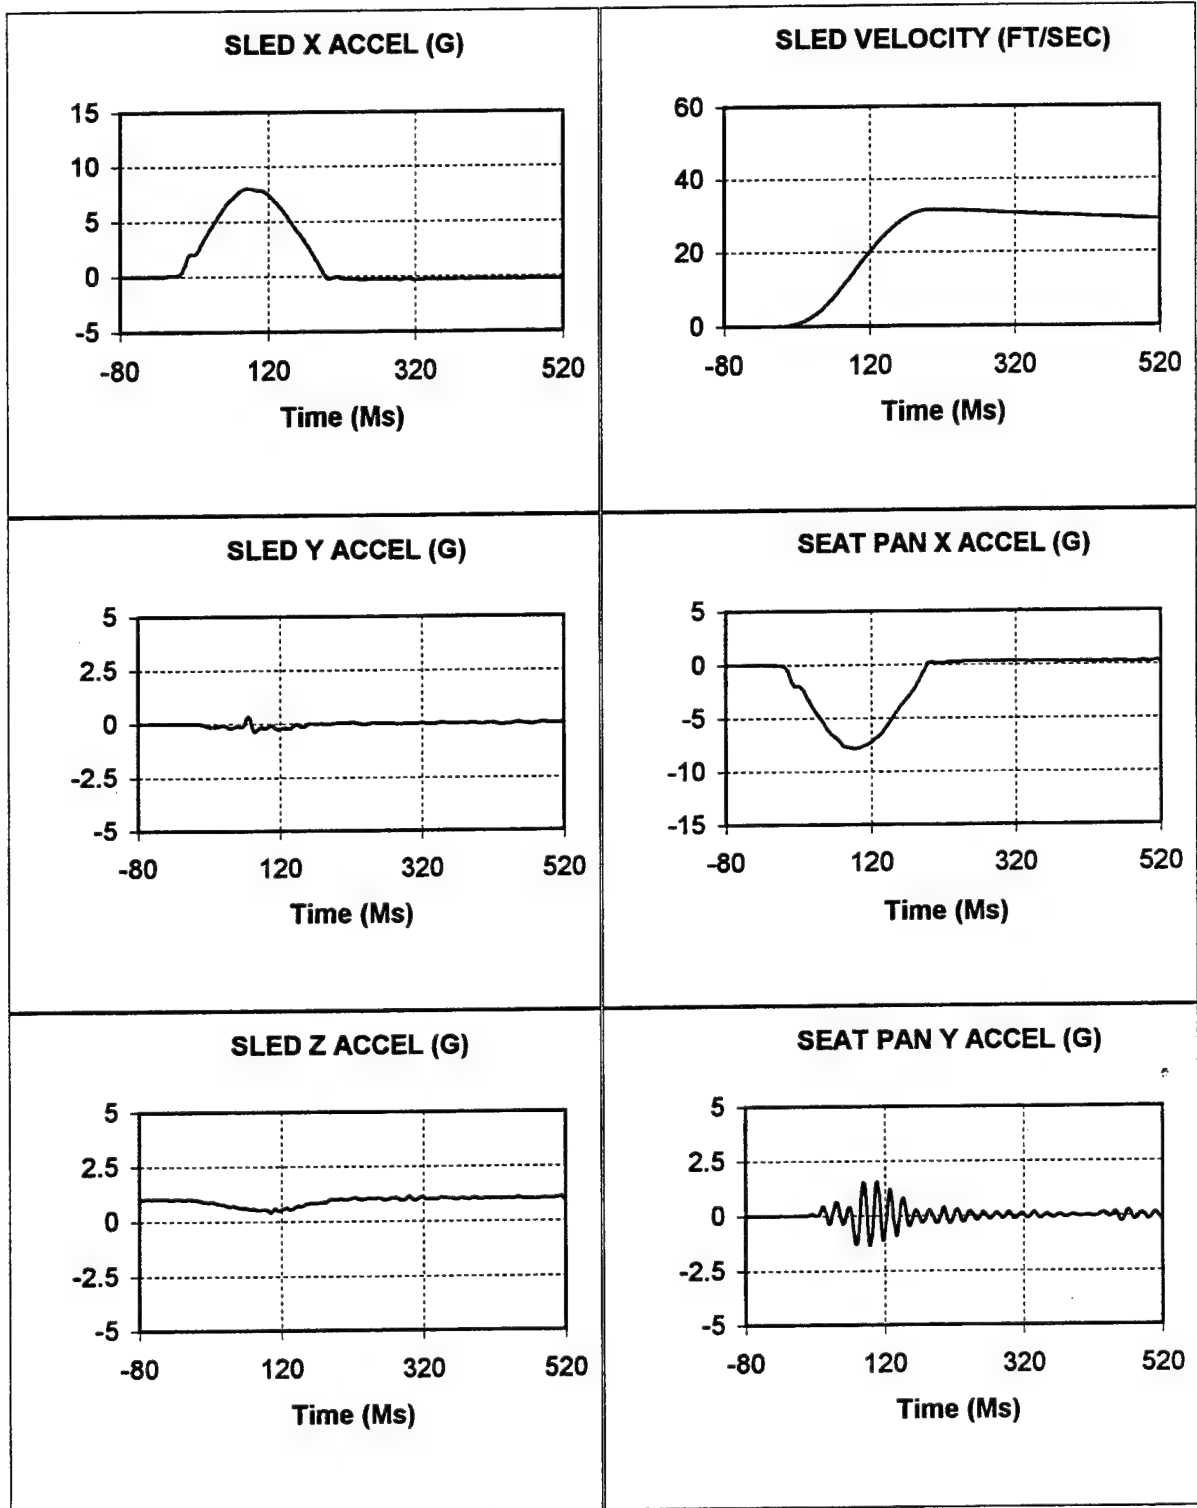 SLED X ACCEL (G)
15
10
5
0
-5
-80 120 320 520
Time (Ms)
SLED VELOCITY (FT/SEC)
60
40
20
0
-80 120 320 520
Time (Ms)
SLED Y ACCEL (G)
5
2.5
0
-2.5
-5
-80 120 320 520
Time (Ms)
SEAT PAN X ACCEL (G)
5
0
-5
-10
-15
-80 120 320 520
Time (Ms)
SLED Z ACCEL (G)
5
2.5
0
-2.5
-5
-80 120 320 520
Time (Ms)
SEAT PAN Y ACCEL (G)
5
2.5
0
-2.5
-5
-80 120 320 520
Time (Ms)